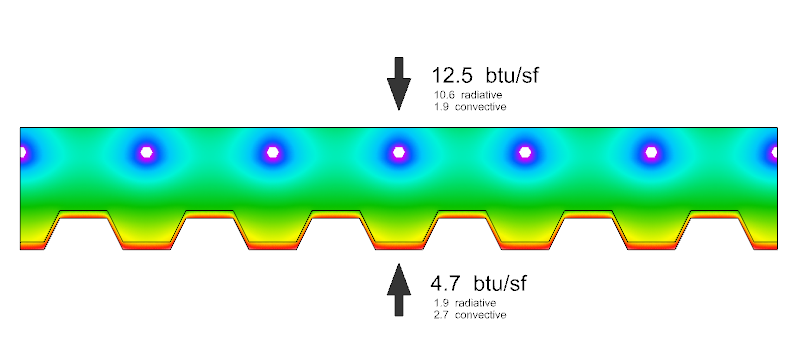 12.5 btu/sf
10.6 radiative
1.9 convective
4.7 btu/sf
1.9 radiative
2.7 convective